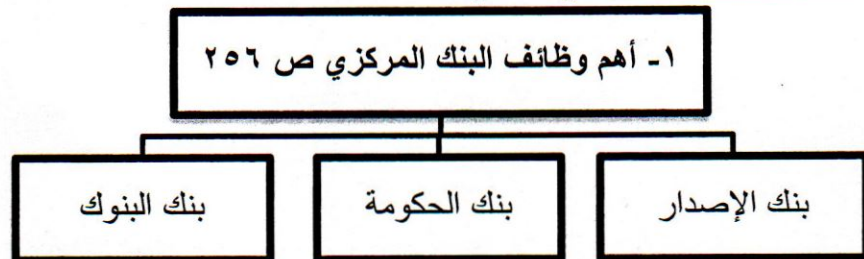 ١- أهم وظائف البنك المركزي ص ٢٥٦
بنك الإصدار
بنك الحكومة
بنك البنوك